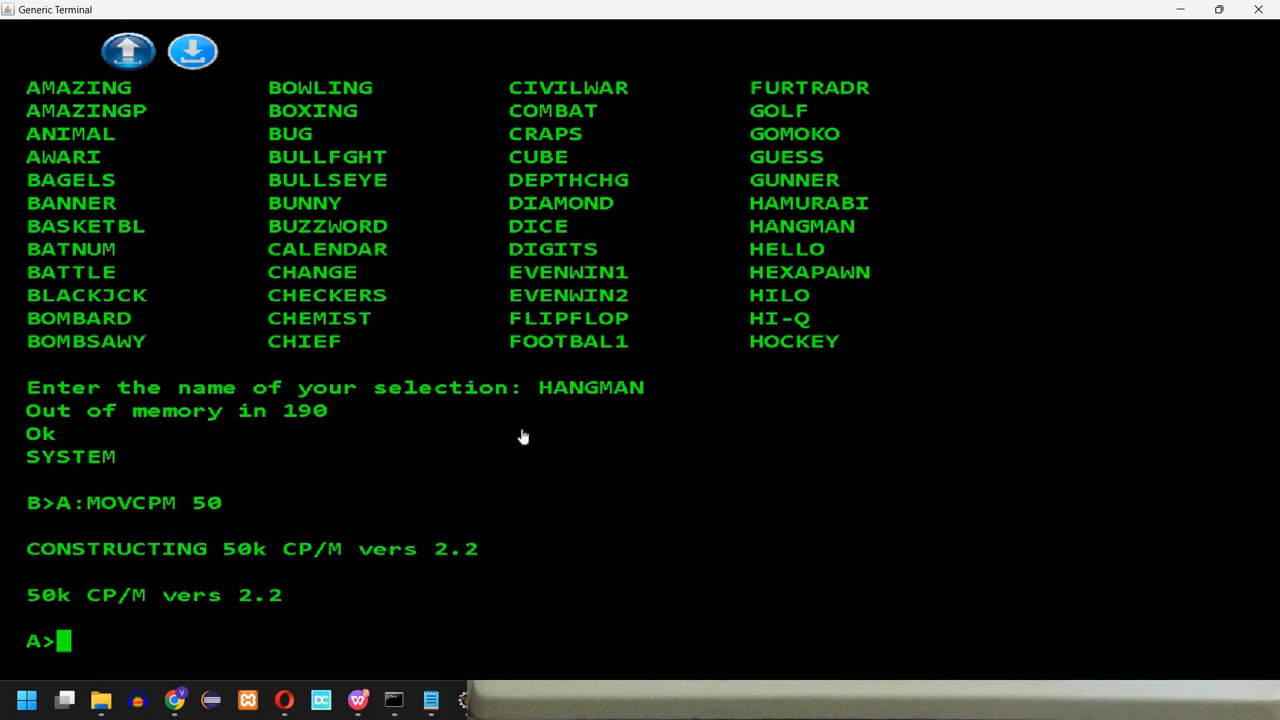 Generic Terminal
AMAZING BOWLING CIVILWAR FURTRADR
AMAZINGP BOXING COMBAT GOLF
ANIMAL BUG CRAPS GOMOKO
AWARI BULLFGHT CUBE GUESS
BAGELS BULLSEYE DEPTHCHG GUNNER
BANNER BUNNY DIAMOND HAMURABI
BASKETBL BUZZWORD DICE HANGMAN
BATNUM CALENDAR DIGITS HELLO
BATTLE CHANGE EVENWIN1 HEXAPAWN
BLACKJCK CHECKERS EVENWIN2 HILO
BOMBARD CHEMIST FLIPFLOP HI-Q
BOMBSAWY CHIEF FOOTBAL1 HOCKEY
Enter the name of your selection: HANGMAN
Out of memory in 190
Ok
SYSTEM
B>A:MOVCPM 50
CONSTRUCTING 50k CP/M vers 2.2
50k CP/M vers 2.2
A>
DC